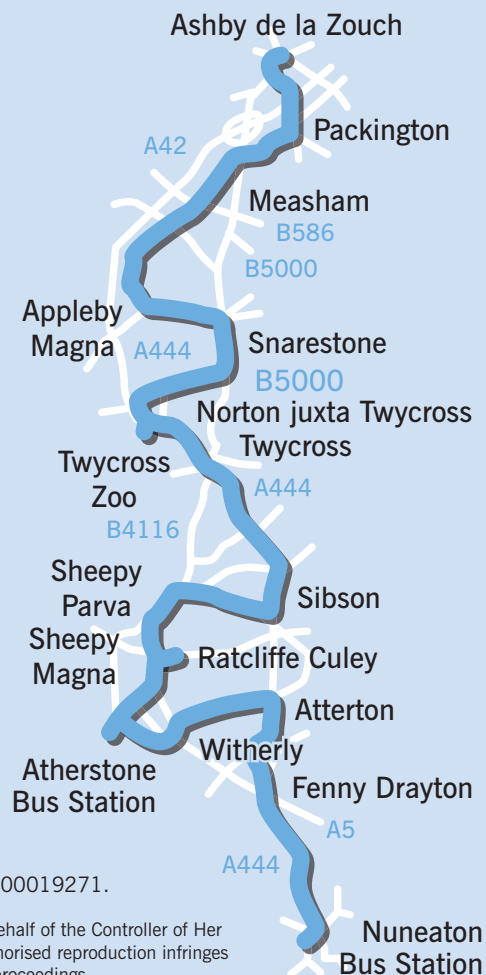 Ashby de la Zouch
Packington
A42
Measham
B586
B5000
Appleby
Magna
A444
Snarestone
B5000
Norton juxta Twycross
Twycross
Twycross
Zoo
A444
B4116
Sheepy
Parva
Sibson
Sheepy
Magna
Ratcliffe Culey
Atterton
Witherly
Atherstone
Bus Station
Fenny Drayton
A5
A444
00019271.
ehalf of the Controller of Her
horised reproduction infringes
proceedings
Nuneaton
Bus Station